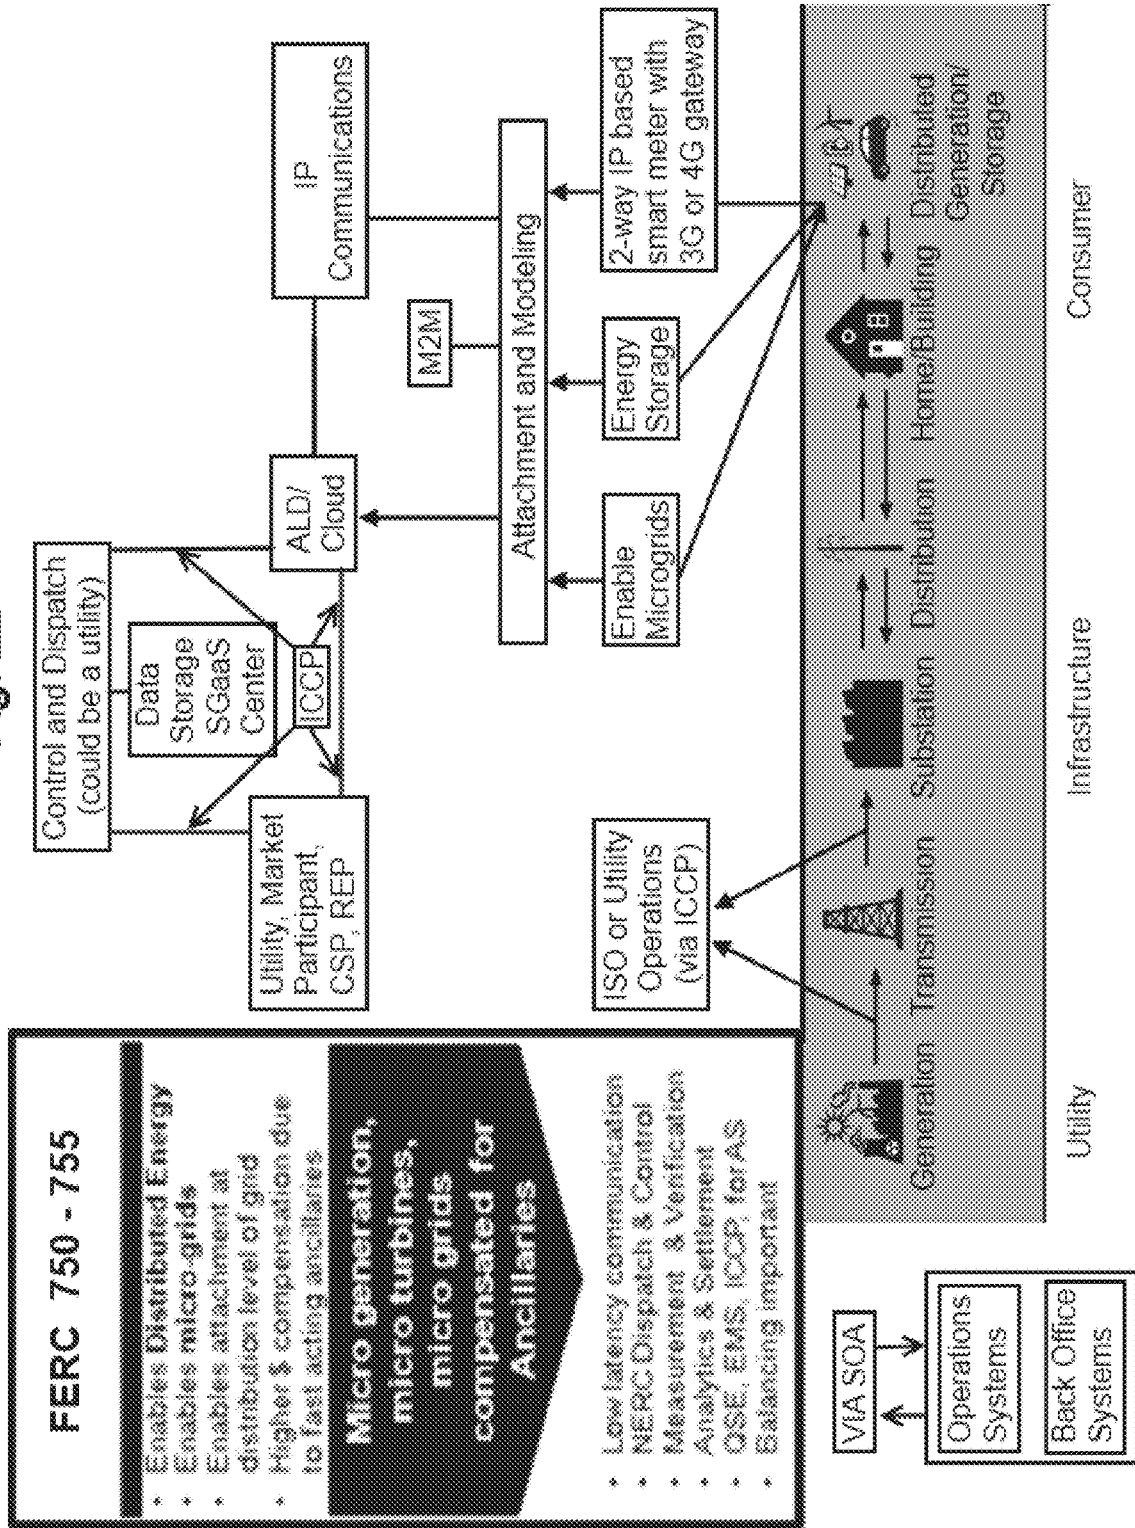 FERC 750 - 755
• Enables Distributed Energy
• Enables micro-grids
• Enables attachment at
distribution level of grid
• Higher $ compensation due
to fast acting ancillaries
Micro generation,
micro turbines,
micro grids
compensated for
Ancillaries
• Low latency communication
• NERC Dispatch & Control
• Measurement & Verification
• Analytics & Settlement
• QSE, EMS, ICCP, for AS
• Balancing important
Control and Dispatch
(could be a utility)
Data
Storage
SGaaS
Center
ICCP
Utility, Market
Participant,
CSP, REP
ALD/
Cloud
IP
Communications
M2M
Attachment and Modeling
ISO or Utility
Operations
(via ICCP)
Enable
Microgrids
Energy
Storage
2-way IP based
smart meter with
3G or 4G gateway
VIA SOA
Operations
Systems
Back Office
Systems
Generation Transmission Substation Distribution Home/Building Distributed
Generation/
Storage
Utility
Infrastructure
Consumer